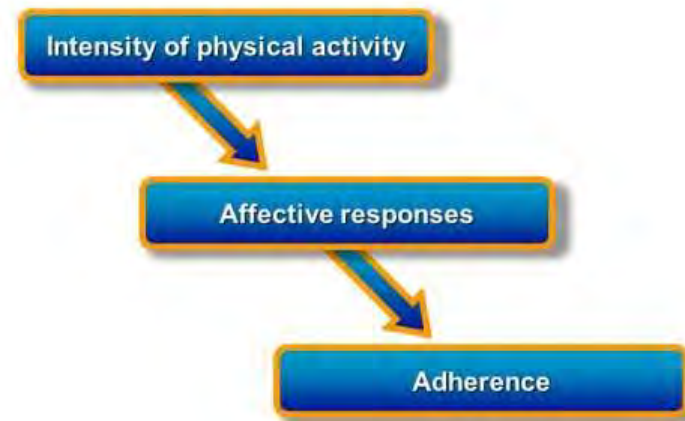 Intensity of physical activity
Affective responses
Adherence